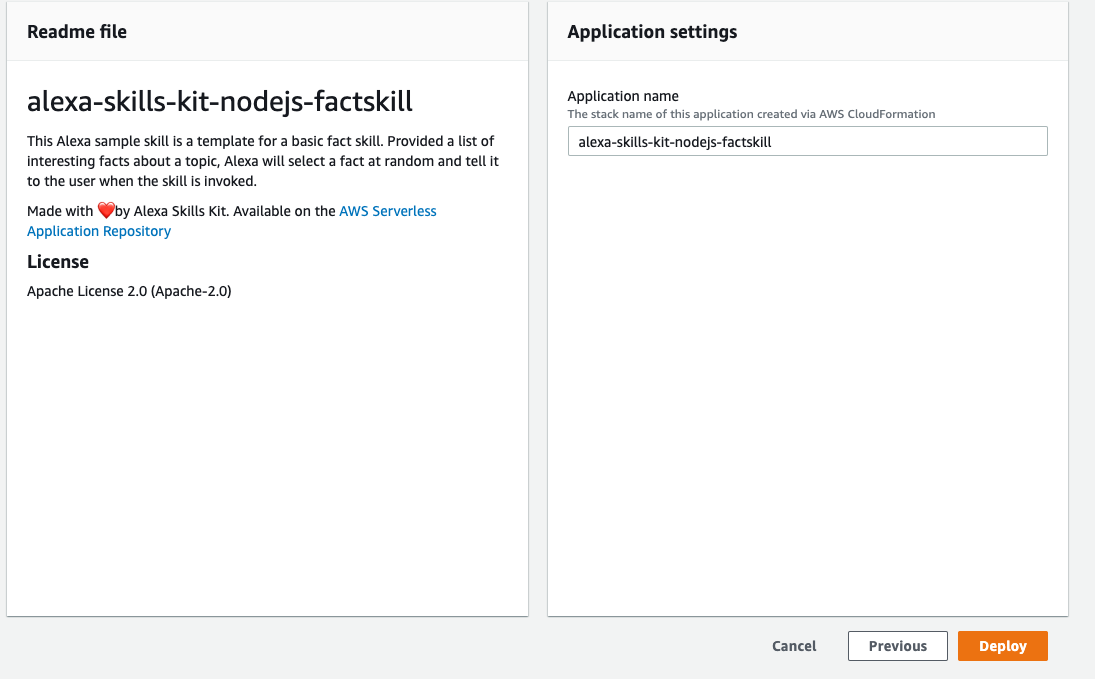 Readme file
alexa-skills-kit-nodejs-factskill
This Alexa sample skill is a template for a basic fact skill. Provided a list of
interesting facts about a topic, Alexa will select a fact at random and tell it
to the user when the skill is invoked.
Made with ❤️by Alexa Skills Kit. Available on the AWS Serverless
Application Repository
License
Apache License 2.0 (Apache-2.0)
Application settings
Application name
The stack name of this application created via AWS CloudFormation
alexa-skills-kit-nodejs-factskill
Cancel
Previous
Deploy